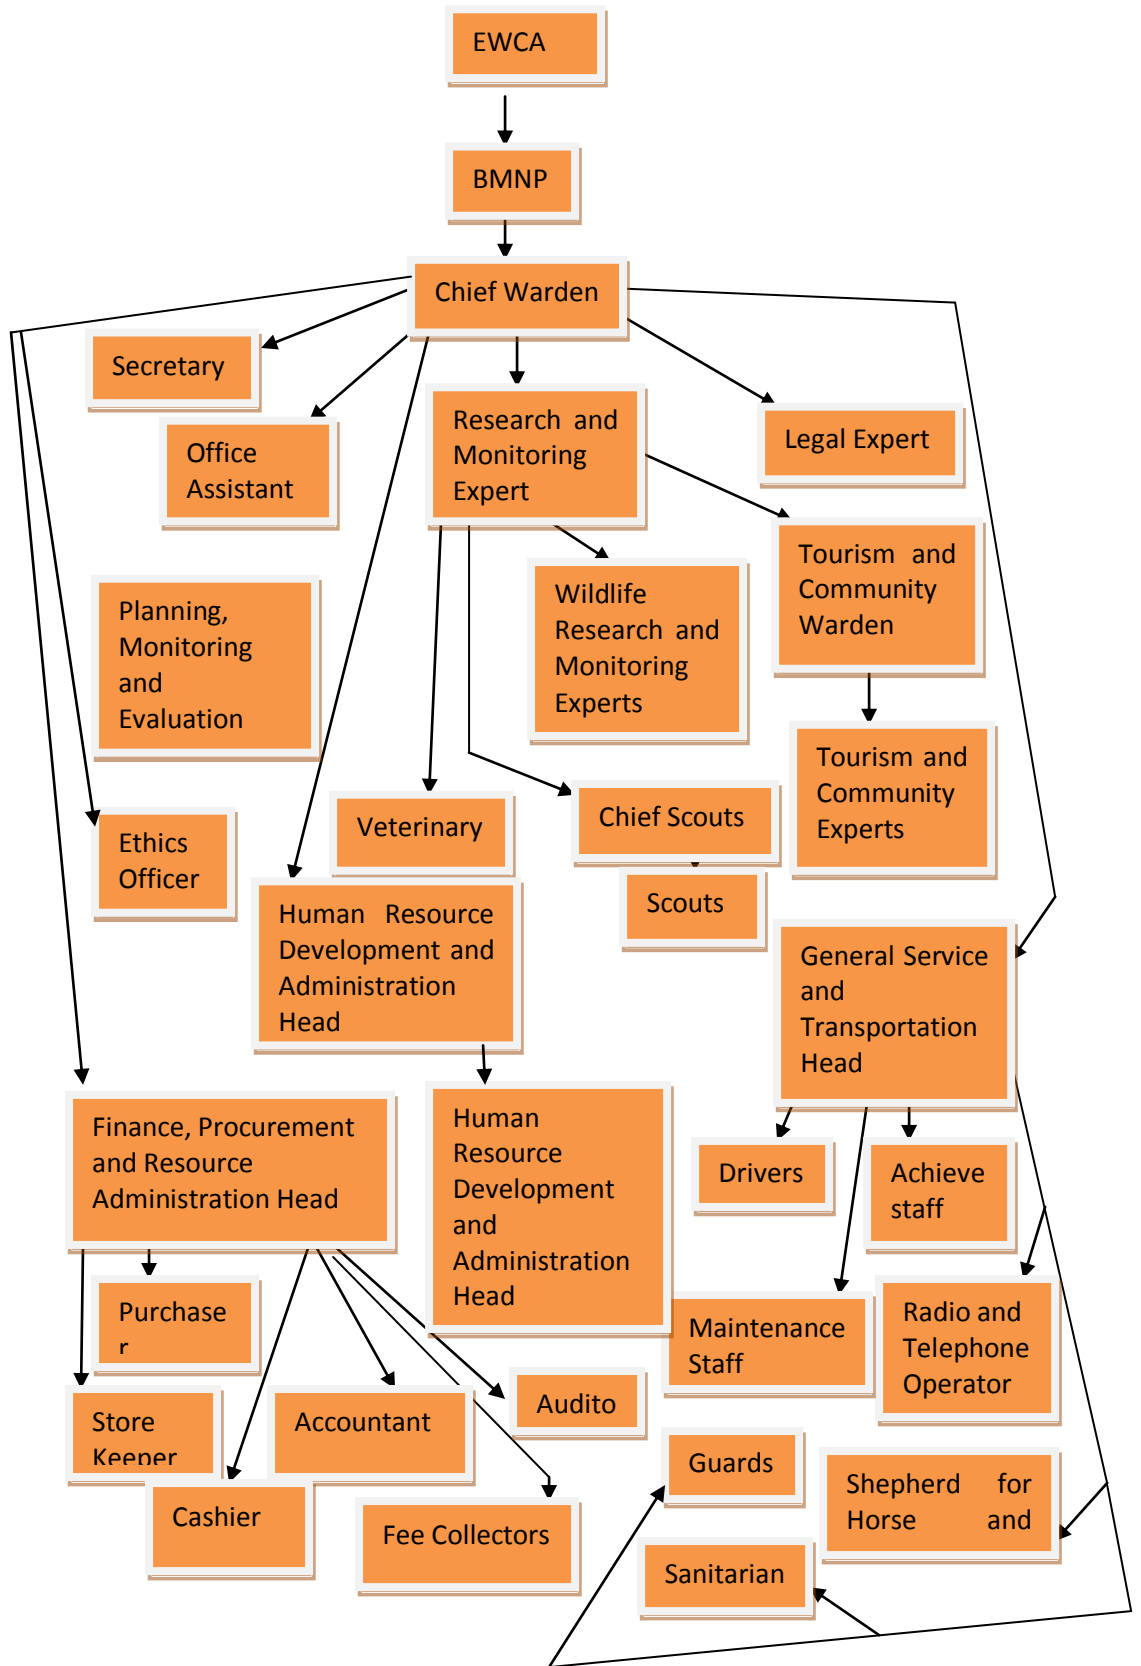 EWCA
BMNP
Chief Warden
Secretary
Office
Assistant
Research and
Monitoring
Expert
Legal Expert
Planning,
Monitoring
and
Evaluation
Wildlife
Research and
Monitoring
Experts
Tourism and
Community
Warden
Ethics
Officer
Veterinary
Chief Scouts
Scouts
Tourism and
Community
Experts
Human Resource
Development and
Administration
Head
General Service
and
Transportation
Head
Finance, Procurement
and Resource
Administration Head
Human
Resource
Development
and
Administration
Head
Drivers
Achieve
staff
Purchase
r
Maintenance
Staff
Radio and
Telephone
Operator
Store
Keeper
Accountant
Audito
Cashier
Fee Collectors
Guards
Shepherd for
Horse and
Sanitarian